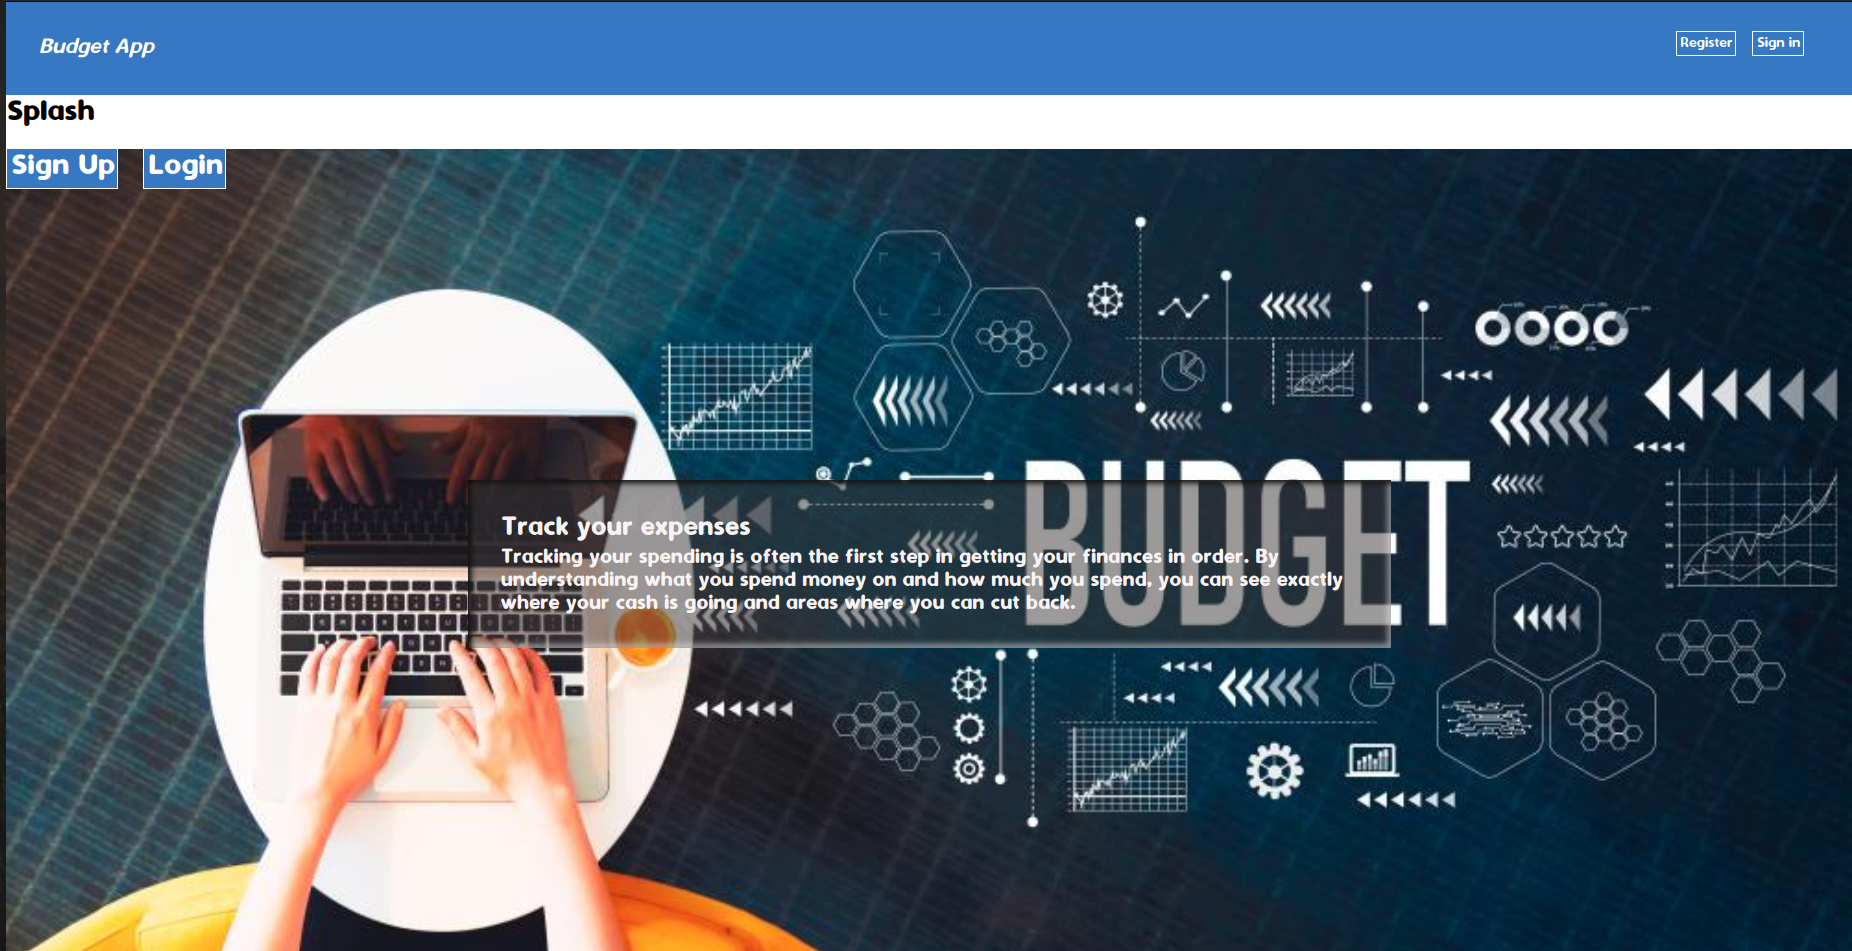 Budget App
Register Sign in
Splash
Sign Up Login
BUDGET
Track your expenses
Tracking your spending is often the first step in getting your finances in order. By
understanding what you spend money on and how much you spend, you can see exactly
where your cash is going and areas where you can cut back.